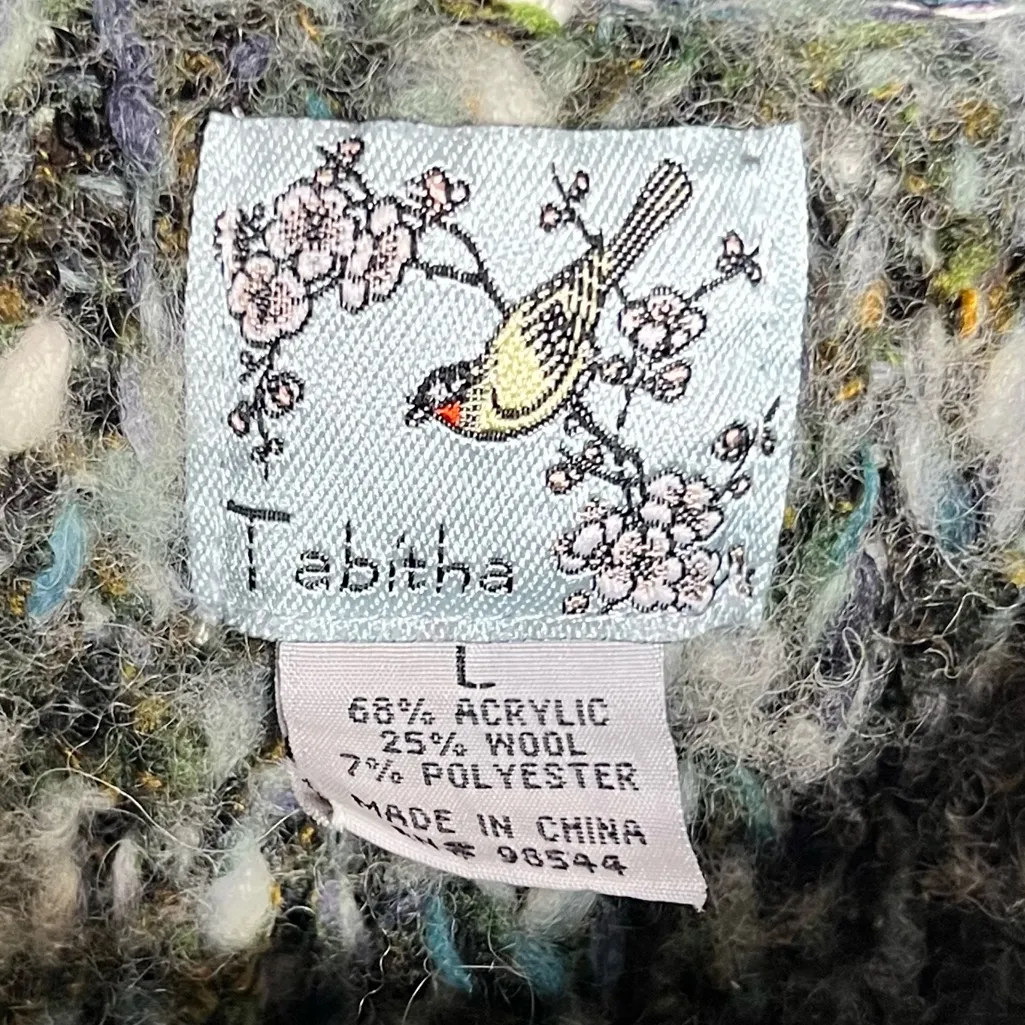 Tabitha
L
68% ACRYLIC
25% WOOL
7% POLYESTER
MADE IN CHINA
# 98544